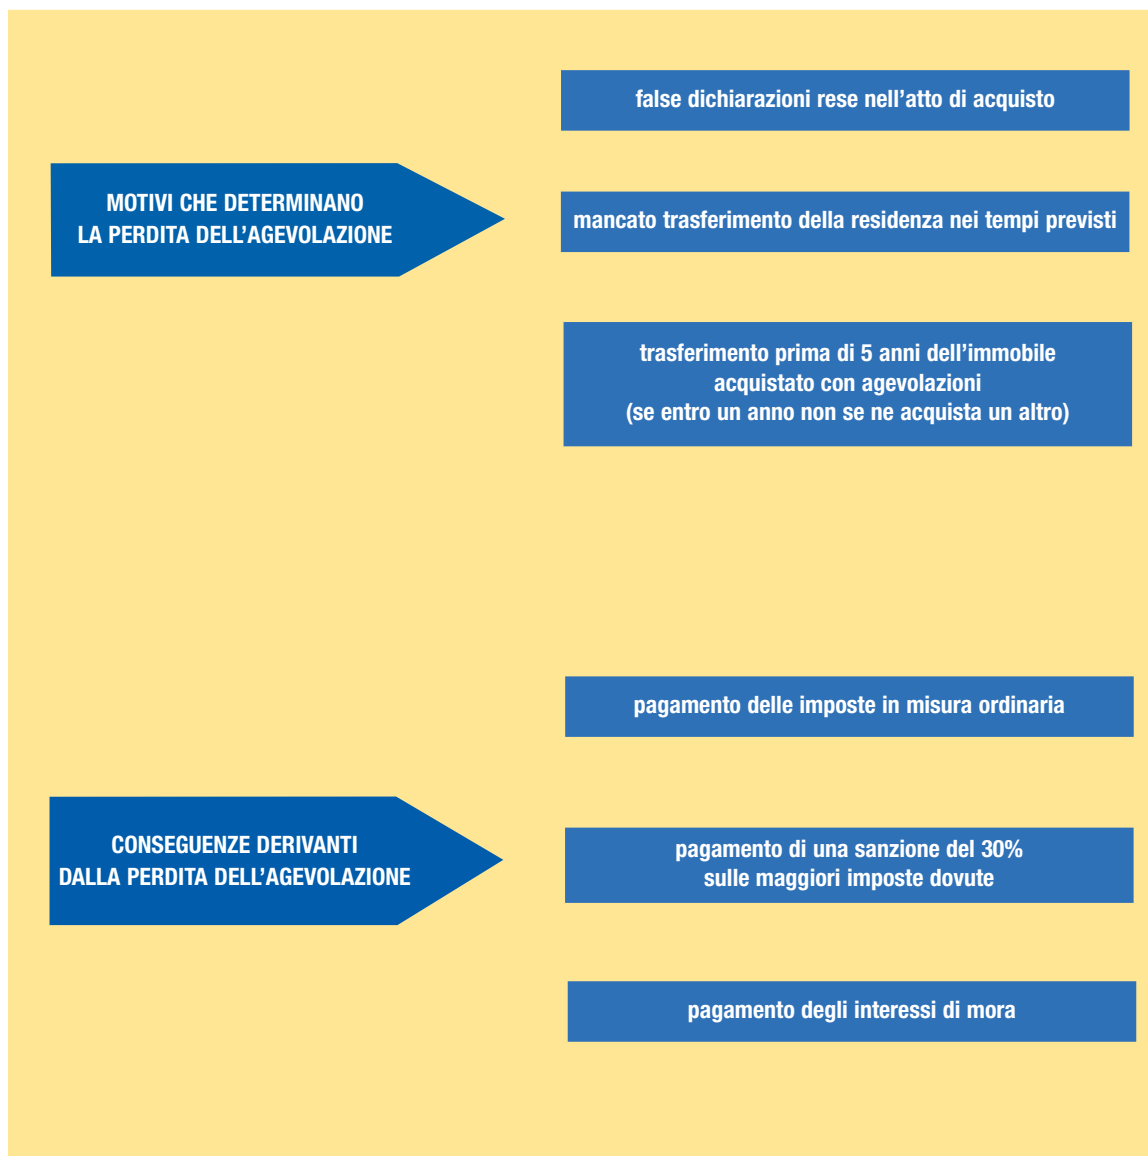 false dichiarazioni rese nell’atto di acquisto
MOTIVI CHE DETERMINANO
LA PERDITA DELL’AGEVOLAZIONE
mancato trasferimento della residenza nei tempi previsti
trasferimento prima di 5 anni dell’immobile
acquistato con agevolazioni
(se entro un anno non se ne acquista un altro)
pagamento delle imposte in misura ordinaria
CONSEGUENZE DERIVANTI
DALLA PERDITA DELL’AGEVOLAZIONE
pagamento di una sanzione del 30%
sulle maggiori imposte dovute
pagamento degli interessi di mora